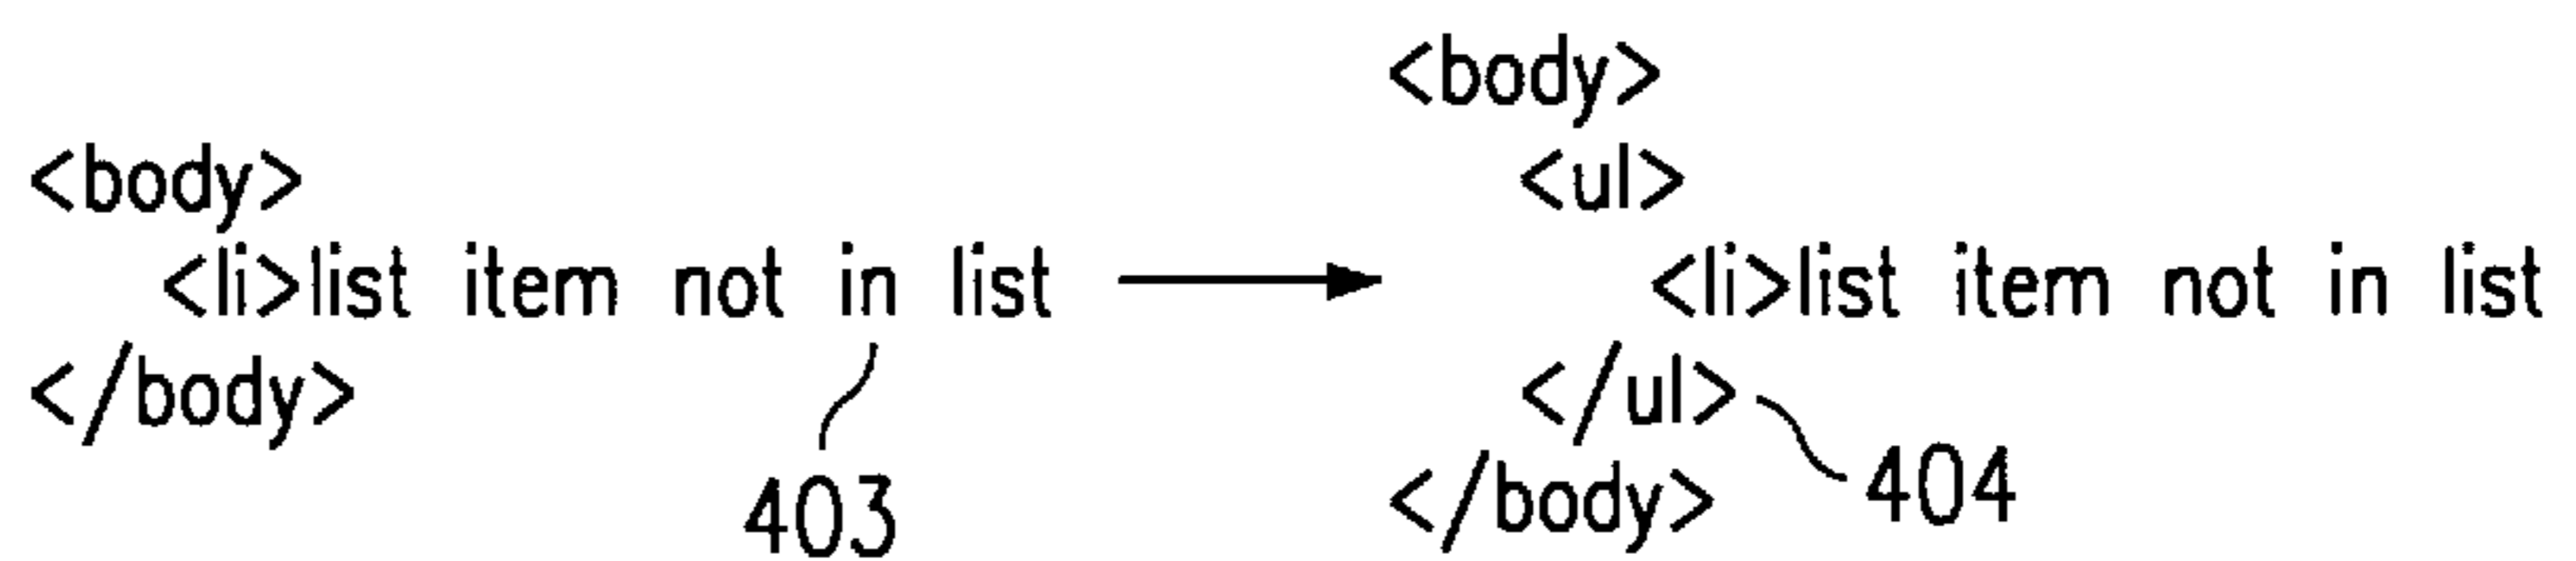 <body>
<li>list item not in list
</body>
403
<body>
<ul>
<li>list item not in list
</ul>
</body>
404